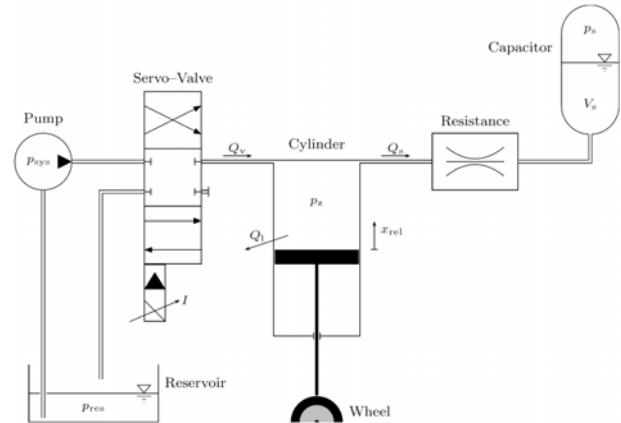 p_s
Capacitor
V_s
Servo–Valve
Pump
p_sys
Q_v
Cylinder
Q_s
Resistance
p_z
Q_l
x_rel
I
Reservoir
p_res
Wheel